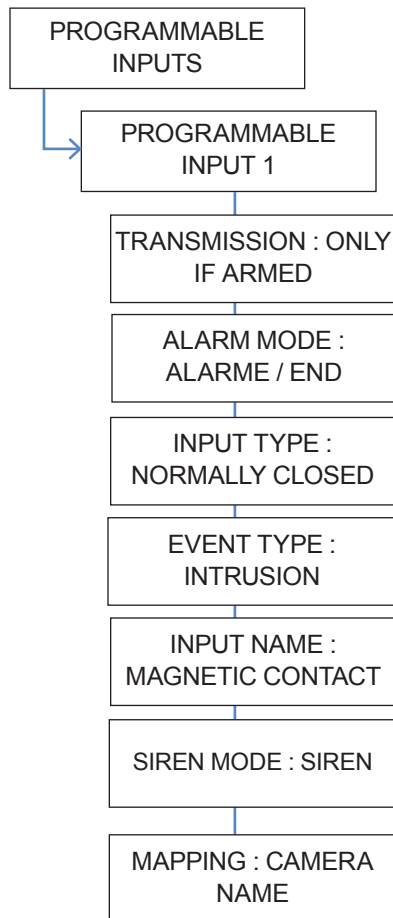 PROGRAMMABLE
INPUTS
PROGRAMMABLE
INPUT 1
TRANSMISSION : ONLY
IF ARMED
ALARM MODE :
ALARME / END
INPUT TYPE :
NORMALLY CLOSED
EVENT TYPE :
INTRUSION
INPUT NAME :
MAGNETIC CONTACT
SIREN MODE : SIREN
MAPPING : CAMERA
NAME